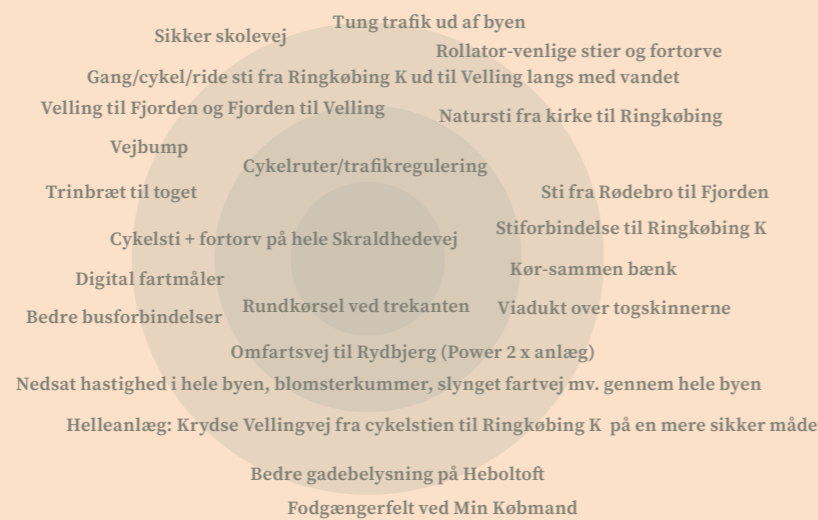 Tung trafik ud af byen
Sikker skolevej
Rollator-venlige stier og fortorve
Gang/cykel/ride sti fra Ringkøbing K ud til Velling langs med vandet
Velling til Fjorden og Fjorden til Velling
Natursti fra kirke til Ringkøbing
Vejbump
Cykelruter/trafikregulering
Trinbræt til toget
Sti fra Rødebro til Fjorden
Stiforbindelse til Ringkøbing K
Cykelsti + fortorv på hele Skraldhedevej
Kør-sammen bænk
Digital fartmåler
Rundkørsel ved trekanten
Viadukt over togskinnerne
Bedre busforbindelser
Omfartsvej til Rydbjerg (Power 2 x anlæg)
Nedsat hastighed i hele byen, blomsterkummer, slynget fartvej mv. gennem hele byen
Helleanlæg: Krydse Vellingvej fra cykelstien til Ringkøbing K  på en mere sikker måde
Bedre gadebelysning på Heboltoft
Fodgængerfelt ved Min Købmand